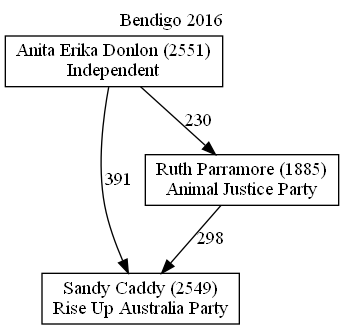 Bendigo 2016
Anita Erika Donlon (2551)
Independent
230
391
Ruth Parramore (1885)
Animal Justice Party
298
Sandy Caddy (2549)
Rise Up Australia Party